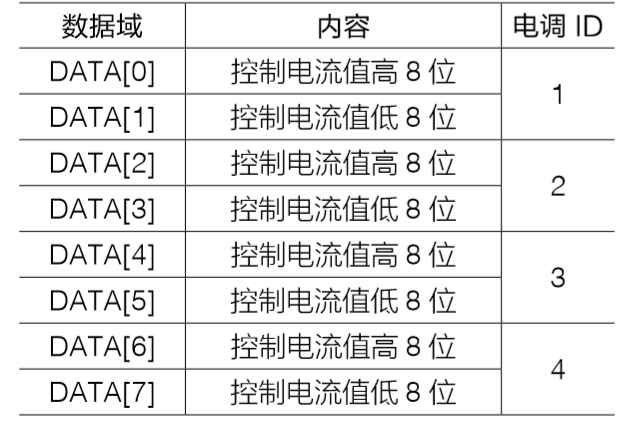 数据域 内容 电调 ID
DATA[0] 控制电流值高 8 位 1
DATA[1] 控制电流值低 8 位
DATA[2] 控制电流值高 8 位 2
DATA[3] 控制电流值低 8 位
DATA[4] 控制电流值高 8 位 3
DATA[5] 控制电流值低 8 位
DATA[6] 控制电流值高 8 位 4
DATA[7] 控制电流值低 8 位